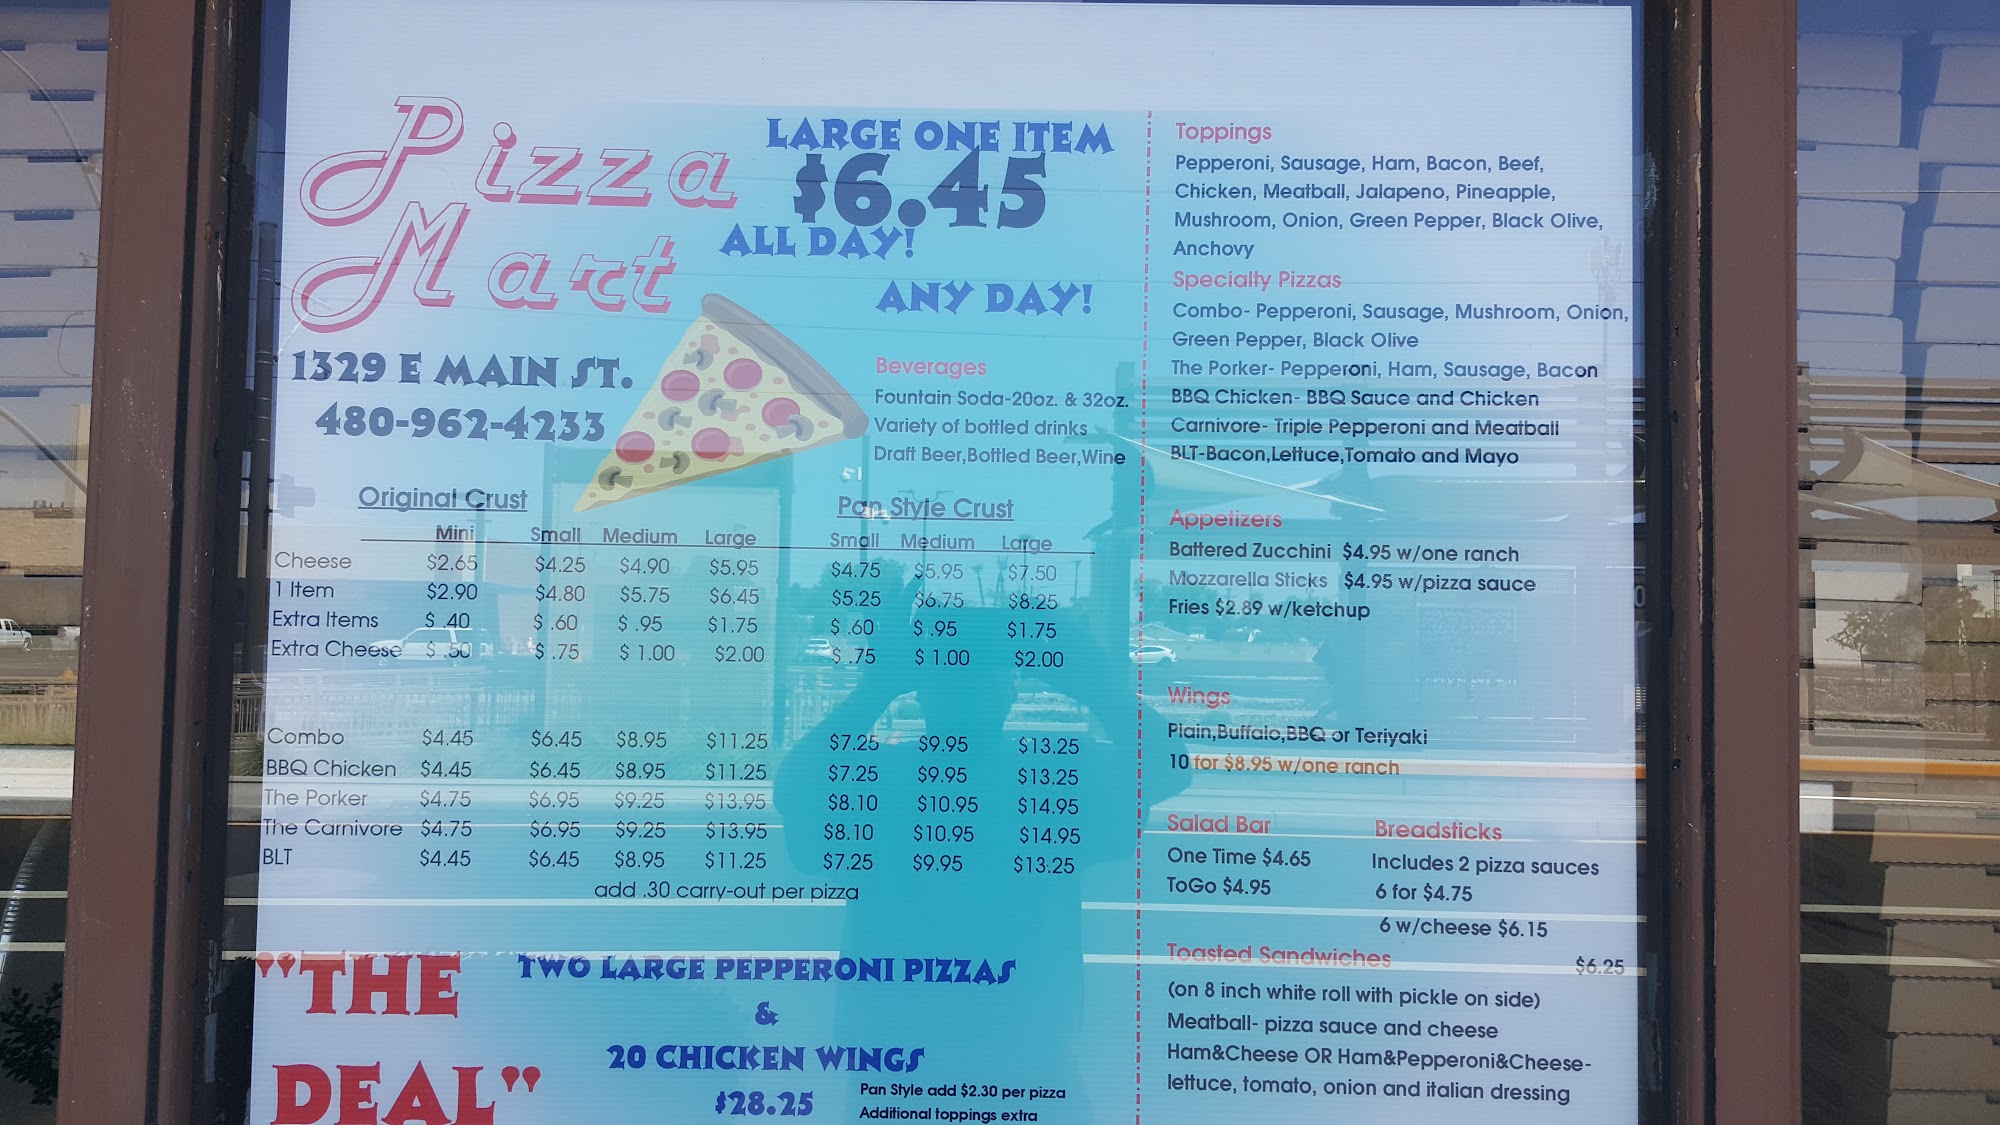 Pizza
Mart
LARGE ONE ITEM
$6.45
ALL DAY!
ANY DAY!
1329 E MAIN ST.
480-962-4233
Beverages
Fountain Soda-20oz. & 32oz.
Variety of bottled drinks
Draft Beer,Bottled Beer,Wine
Original Crust Pan Style Crust
Mini Small Medium Large Small Medium Large
Cheese $2.65 $4.25 $4.90 $5.95 $4.75 $5.95 $7.50
1 Item $2.90 $4.80 $5.75 $6.45 $5.25 $6.75 $8.25
Extra Items $ .40 $ .60 $ .95 $1.75 $ .60 $ .95 $1.75
Extra Cheese $ .50 $ .75 $ 1.00 $2.00 $ .75 $ 1.00 $2.00
Combo $4.45 $6.45 $8.95 $11.25 $7.25 $9.95 $13.25
BBQ Chicken $4.45 $6.45 $8.95 $11.25 $7.25 $9.95 $13.25
The Porker $4.75 $6.95 $9.25 $13.95 $8.10 $10.95 $14.95
The Carnivore $4.75 $6.95 $9.25 $13.95 $8.10 $10.95 $14.95
BLT $4.45 $6.45 $8.95 $11.25 $7.25 $9.95 $13.25
add .30 carry-out per pizza
"THE
DEAL"
TWO LARGE PEPPERONI PIZZAS
&
20 CHICKEN WINGS
$28.25
Pan Style add $2.30 per pizza
Additional toppings extra
Toppings
Pepperoni, Sausage, Ham, Bacon, Beef,
Chicken, Meatball, Jalapeno, Pineapple,
Mushroom, Onion, Green Pepper, Black Olive,
Anchovy
Specialty Pizzas
Combo- Pepperoni, Sausage, Mushroom, Onion,
Green Pepper, Black Olive
The Porker- Pepperoni, Ham, Sausage, Bacon
BBQ Chicken- BBQ Sauce and Chicken
Carnivore- Triple Pepperoni and Meatball
BLT-Bacon,Lettuce,Tomato and Mayo
Appetizers
Battered Zucchini $4.95 w/one ranch
Mozzarella Sticks $4.95 w/pizza sauce
Fries $2.89 w/ketchup
Wings
Plain,Buffalo,BBQ or Teriyaki
10 for $8.95 w/one ranch
Salad Bar
One Time $4.65
ToGo $4.95
Breadsticks
Includes 2 pizza sauces
6 for $4.75
6 w/cheese $6.15
Toasted Sandwiches $6.25
(on 8 inch white roll with pickle on side)
Meatball- pizza sauce and cheese
Ham&Cheese OR Ham&Pepperoni&Cheese-
lettuce, tomato, onion and italian dressing